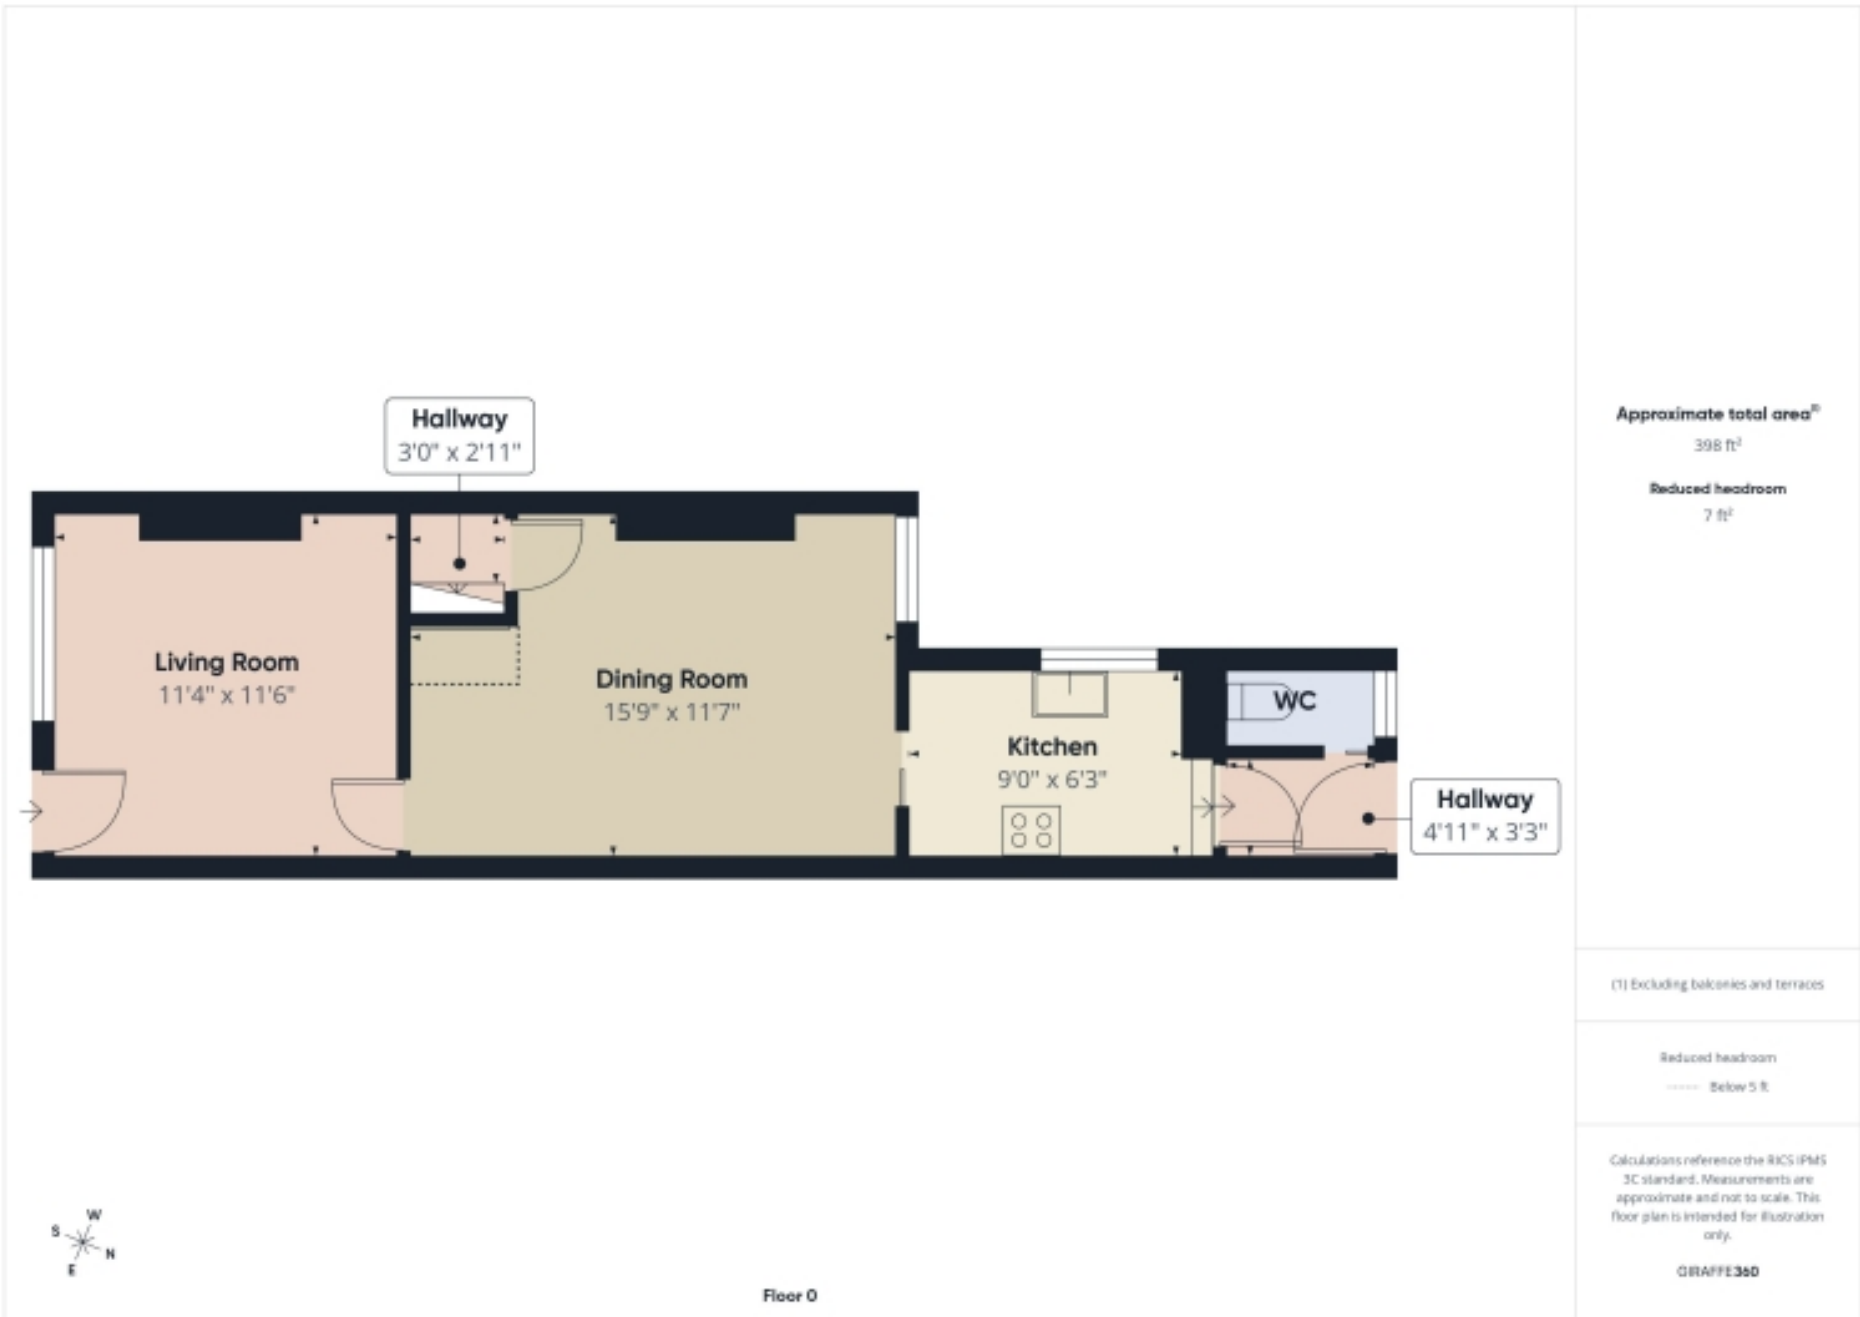 Hallway
3'0" x 2'11"
Living Room
11'4" x 11'6"
Dining Room
15'9" x 11'7"
Kitchen
9'0" x 6'3"
WC
Hallway
4'11" x 3'3"
W
S
N
E
Floor 0
Approximate total area⁽¹⁾
398 ft²
Reduced headroom
7 ft²
(1) Excluding balconies and terraces
Reduced headroom
Below 5 ft
Calculations reference the RICS IPMS
3C standard. Measurements are
approximate and not to scale. This
floor plan is intended for illustration
only.
GIRAFFE360